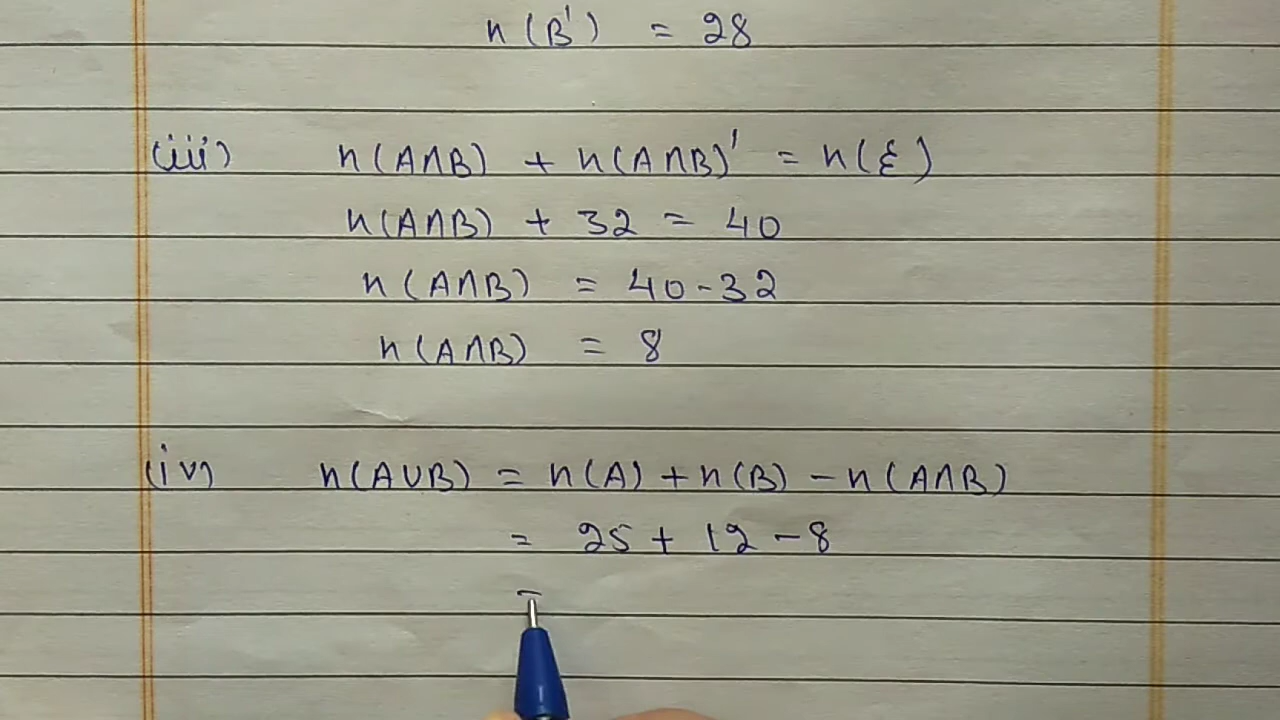 n(B') = 28
(iii) n(A∩B) + n(A∩B)' = n(ξ)
n(A∩B) + 32 = 40
n(A∩B) = 40-32
n(A∩B) = 8
(iv) n(A∪B) = n(A) + n(B) - n(A∩B)
= 25 + 12 - 8
-